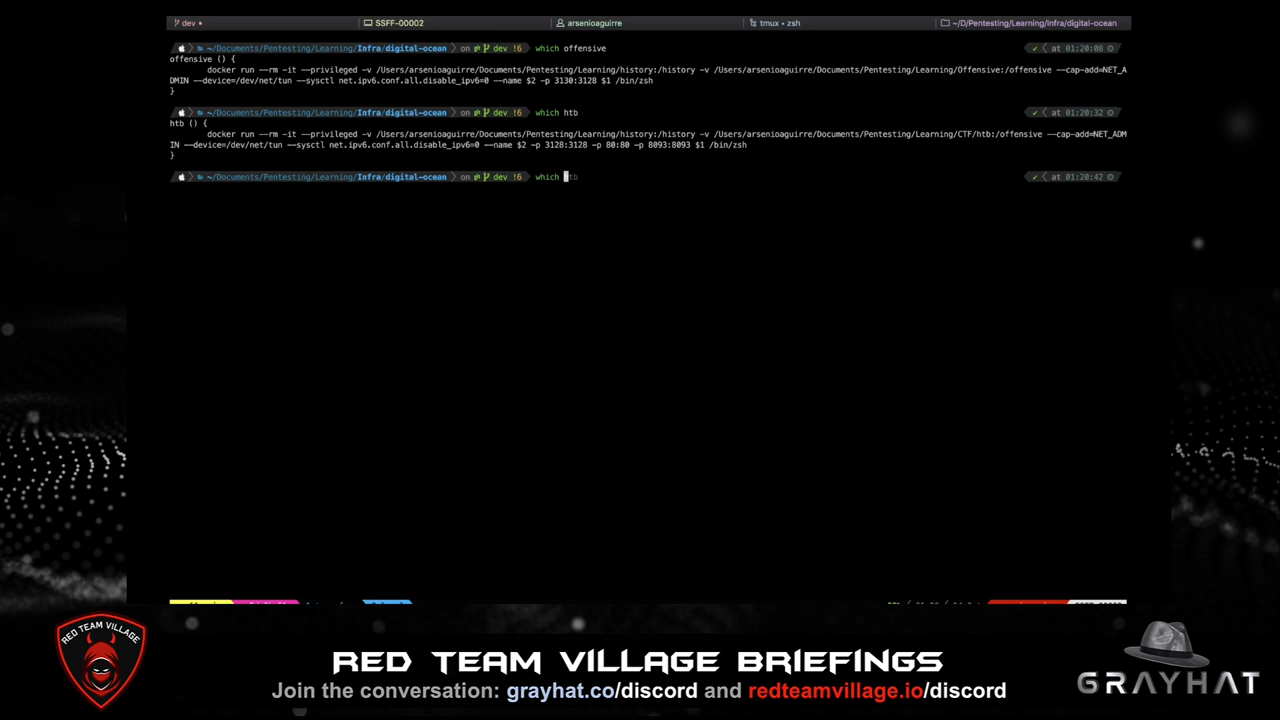 dev •
SSFF-00002
arsenioaguirre
tmux • zsh
~/D/Pentesting/Learning/Infra/digital-ocean
~/Documents/Pentesting/Learning/Infra/digital-ocean on dev !6 which offensive ✓ at 01:20:08
offensive () {
docker run --rm -it --privileged -v /Users/arsenioaguirre/Documents/Pentesting/Learning/history:/history -v /Users/arsenioaguirre/Documents/Pentesting/Learning/Offensive:/offensive --cap-add=NET_A
DMIN --device=/dev/net/tun --sysctl net.ipv6.conf.all.disable_ipv6=0 --name $2 -p 3130:3128 $1 /bin/zsh
}
~/Documents/Pentesting/Learning/Infra/digital-ocean on dev !6 which htb ✓ at 01:20:32
htb () {
docker run --rm -it --privileged -v /Users/arsenioaguirre/Documents/Pentesting/Learning/history:/history -v /Users/arsenioaguirre/Documents/Pentesting/Learning/CTF/htb:/offensive --cap-add=NET_ADM
IN --device=/dev/net/tun --sysctl net.ipv6.conf.all.disable_ipv6=0 --name $2 -p 3128:3128 -p 80:80 -p 8093:8093 $1 /bin/zsh
}
~/Documents/Pentesting/Learning/Infra/digital-ocean on dev !6 which htb ✓ at 01:20:42
RED TEAM VILLAGE
RED TEAM VILLAGE BRIEFINGS
Join the conversation: grayhat.co/discord and redteamvillage.io/discord
GRAYHAT